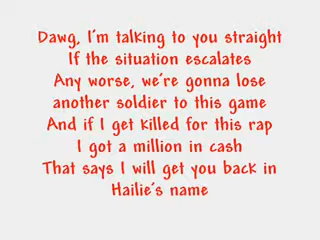 Dawg, I'm talking to you straight
If the situation escalates
Any worse, we're gonna lose
another soldier to this game
And if I get killed for this rap
I got a million in cash
That says I will get you back in
Hailie's name